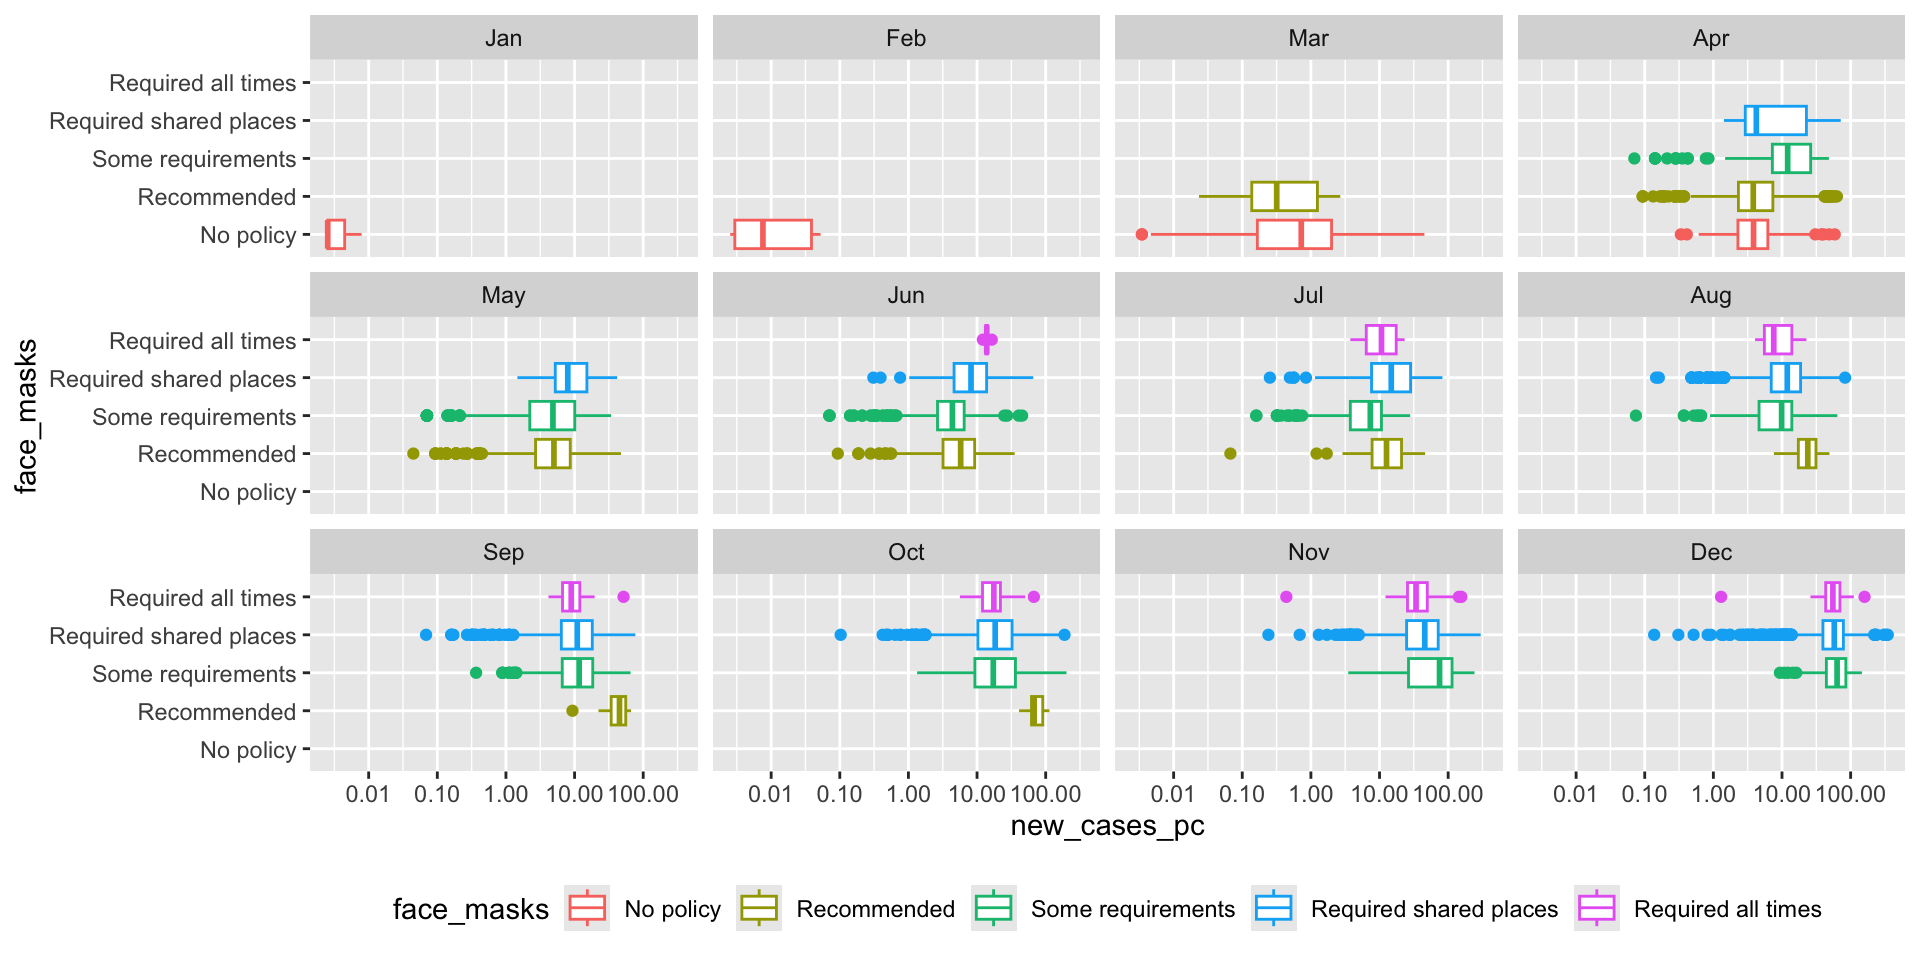 Jan Feb Mar Apr
Required all times
Required shared places
Some requirements
Recommended
No policy
May Jun Jul Aug
face_masks
Required all times
Required shared places
Some requirements
Recommended
No policy
Sep Oct Nov Dec
Required all times
Required shared places
Some requirements
Recommended
No policy
0.01 0.10 1.00 10.00 100.00 0.01 0.10 1.00 10.00 100.00 0.01 0.10 1.00 10.00 100.00 0.01 0.10 1.00 10.00 100.00
new_cases_pc
face_masks No policy Recommended Some requirements Required shared places Required all times